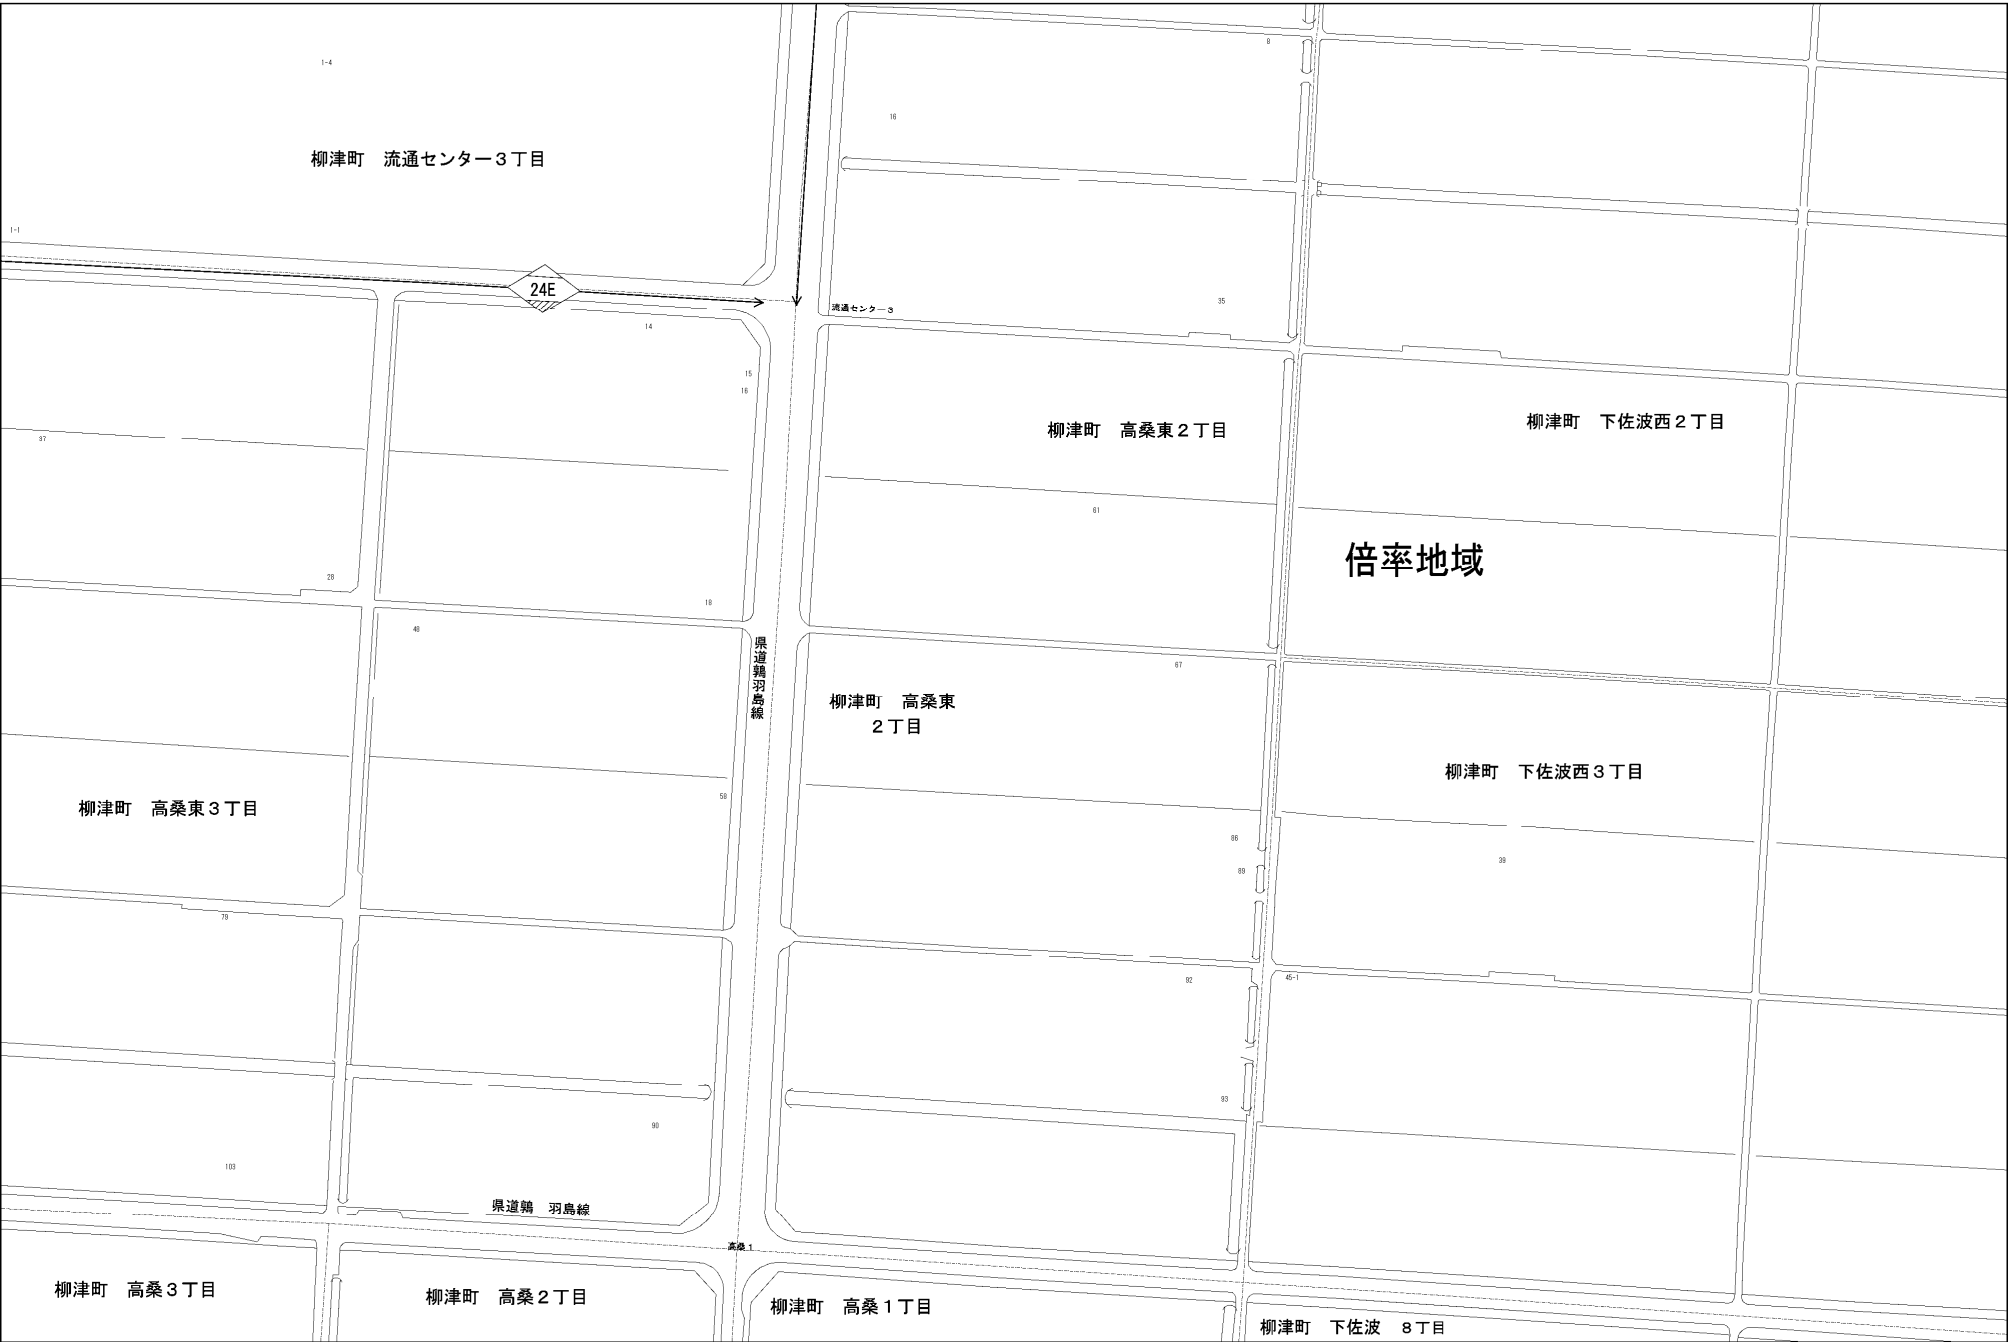 8
1-4
16
柳津町　流通センター３丁目
1-1
24E
35
流通センター３
14
15
16
柳津町　高桑東２丁目
柳津町　下佐波西２丁目
37
61
倍率地域
28
18
48
県道鶉羽島線
67
柳津町　高桑東
２丁目
柳津町　下佐波西３丁目
58
柳津町　高桑東３丁目
86
39
89
79
92
45-1
93
90
103
県道鶉　羽島線
高桑１
柳津町　高桑３丁目
柳津町　高桑２丁目
柳津町　高桑１丁目
柳津町　下佐波　８丁目